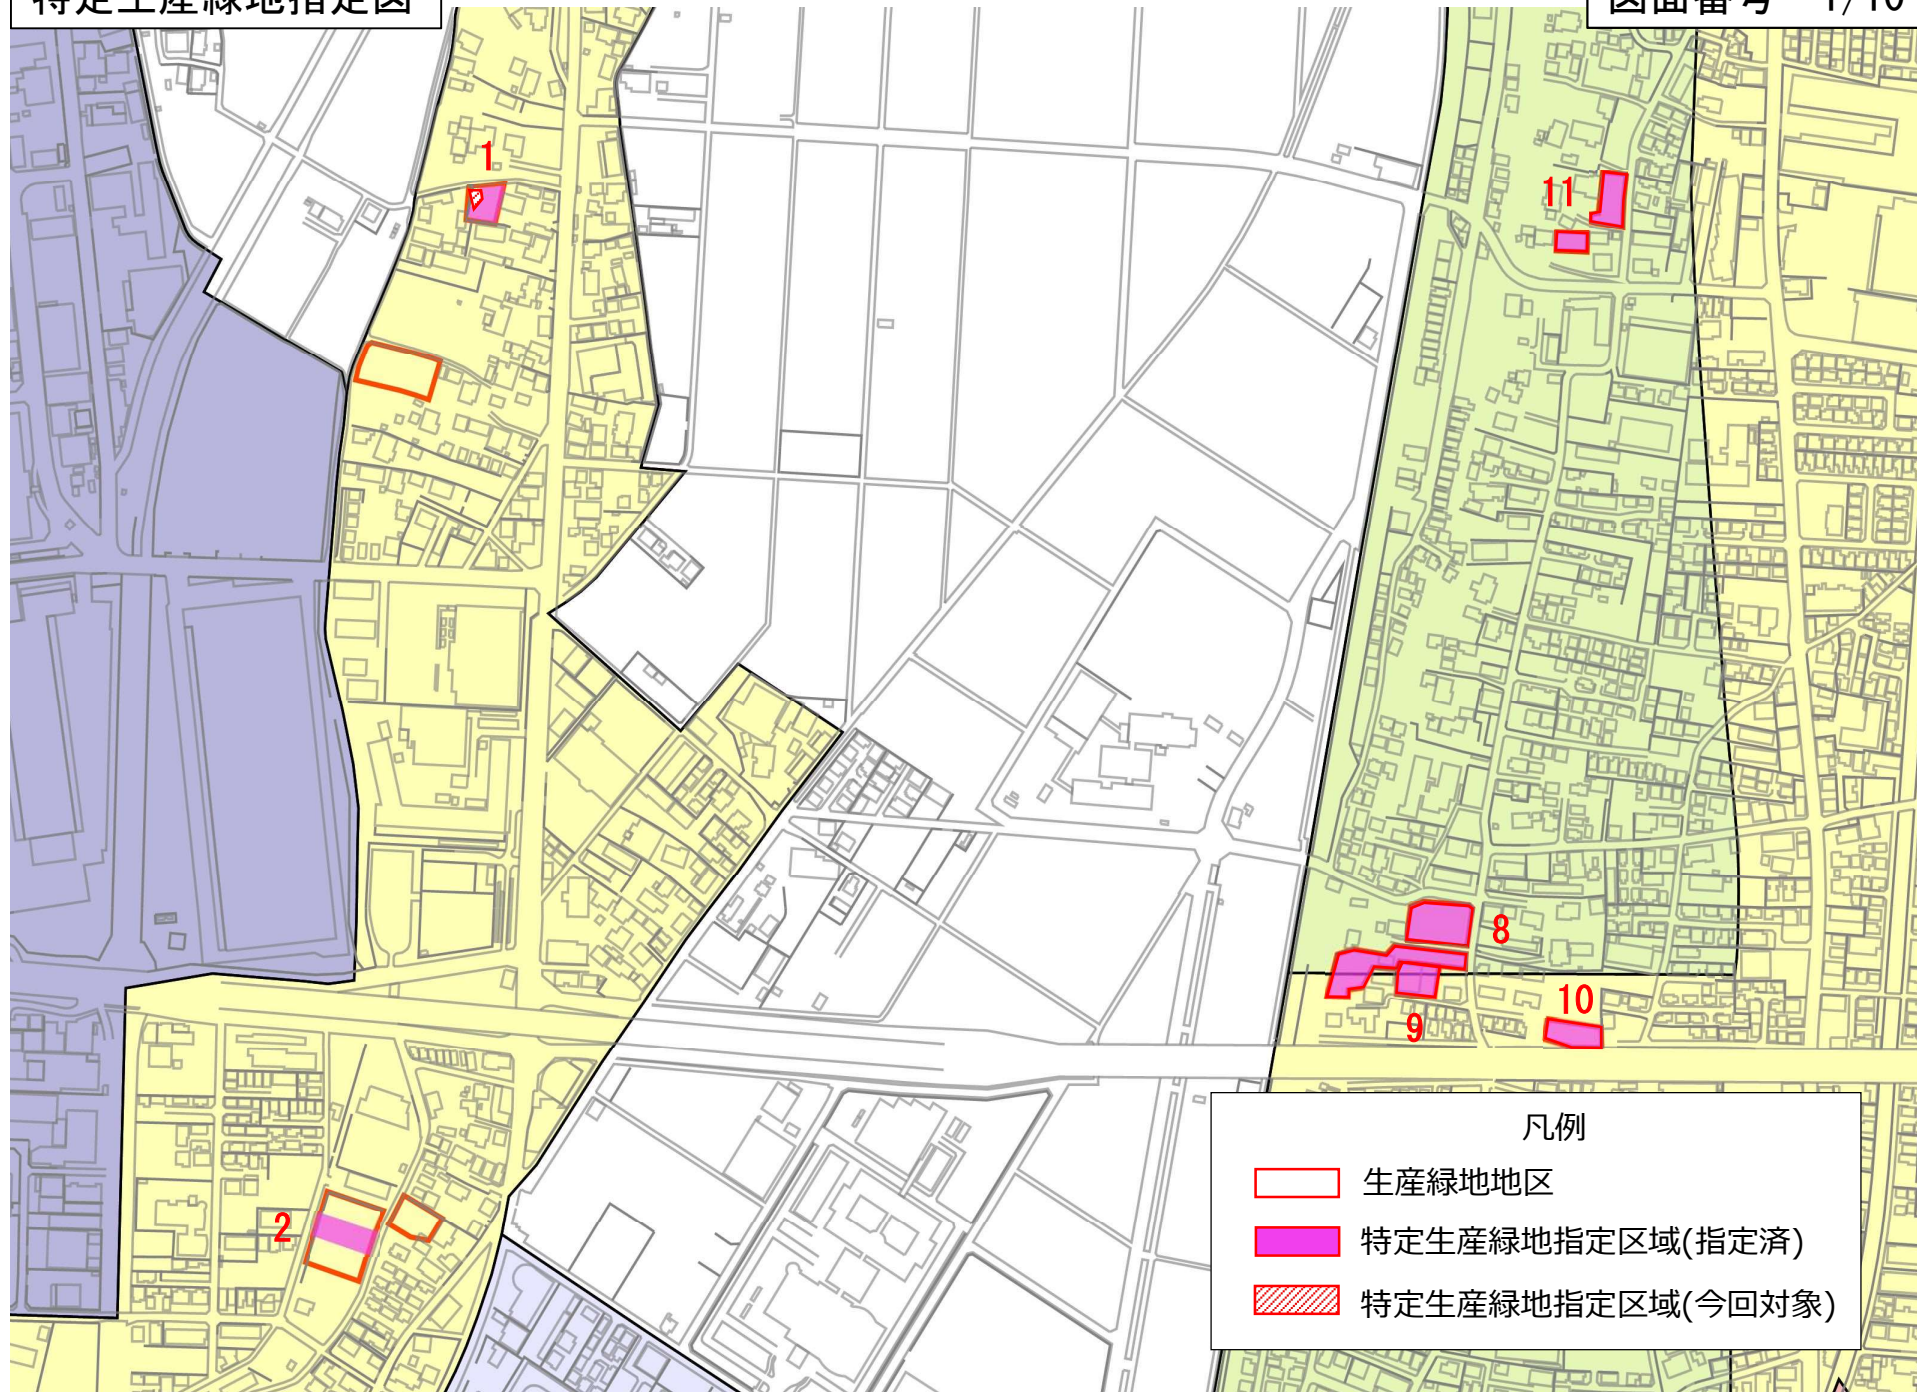 特定生産緑地指定図
図面番号 1/10
1
11
8
10
9
2
凡例
生産緑地地区
特定生産緑地指定区域(指定済)
特定生産緑地指定区域(今回対象)